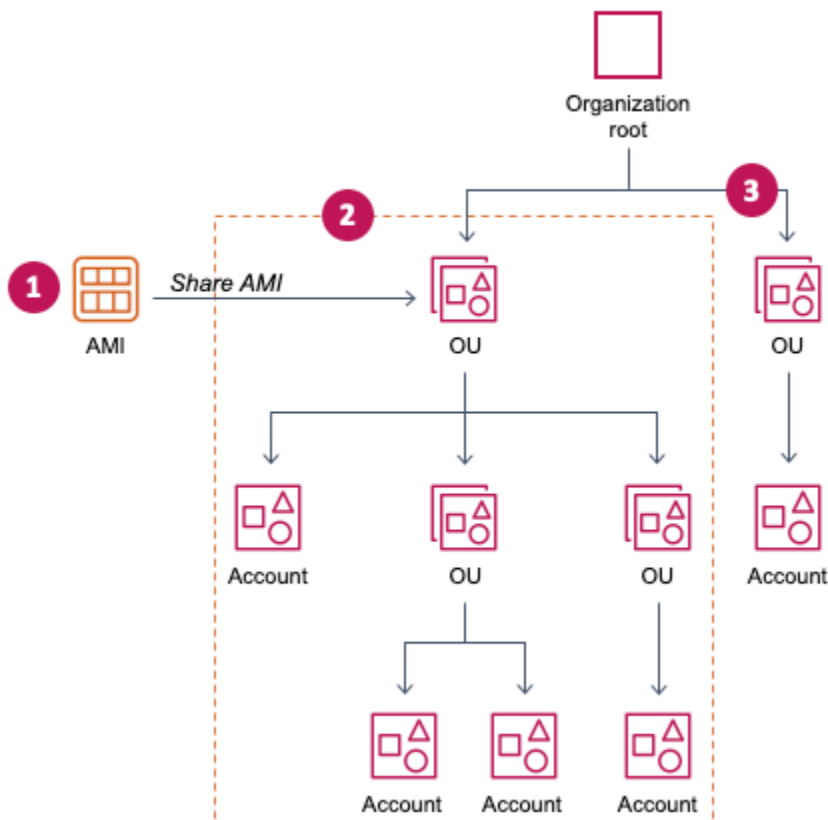 Organization
root
3
2
1
Share AMI
AMI
OU
OU
Account
OU
OU
Account
Account
Account
Account